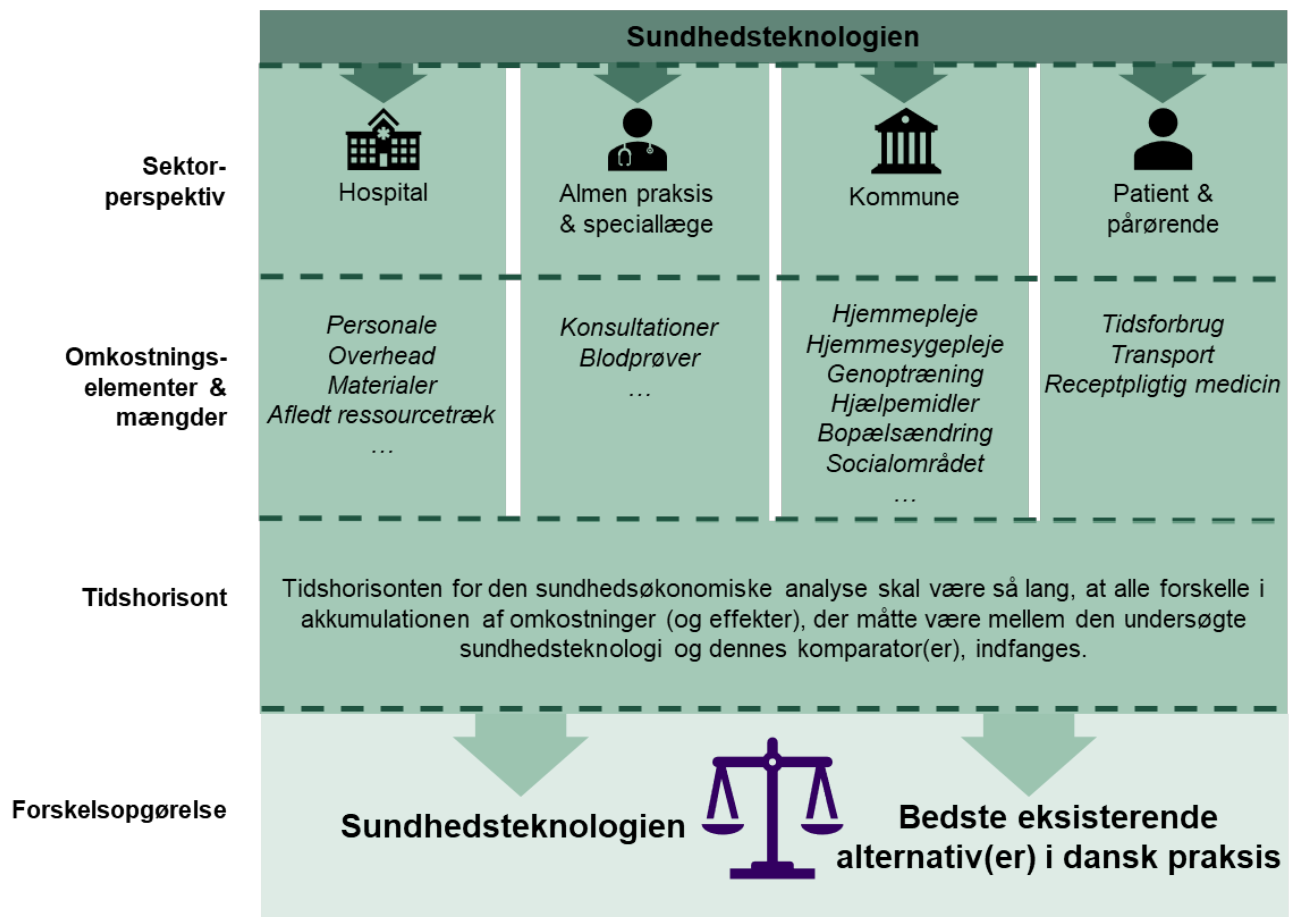 Sundhedsteknologien
Sektor-
perspektiv
Hospital
Almen praksis
& speciallæge
Kommune
Patient &
pårørende
Omkostnings-
elementer &
mængder
Personale
Overhead
Materialer
Afledt ressourcetræk
…
Konsultationer
Blodprøver
…
Hjemmepleje
Hjemmesygepleje
Genoptræning
Hjælpemidler
Bopælsændring
Socialområdet
…
Tidsforbrug
Transport
Receptpligtig medicin
Tidshorisont
Tidshorisonten for den sundhedsøkonomiske analyse skal være så lang, at alle forskelle i
akkumulationen af omkostninger (og effekter), der måtte være mellem den undersøgte
sundhedsteknologi og dennes komparator(er), indfanges.
Forskelsopgørelse
Sundhedsteknologien
Bedste eksisterende
alternativ(er) i dansk praksis